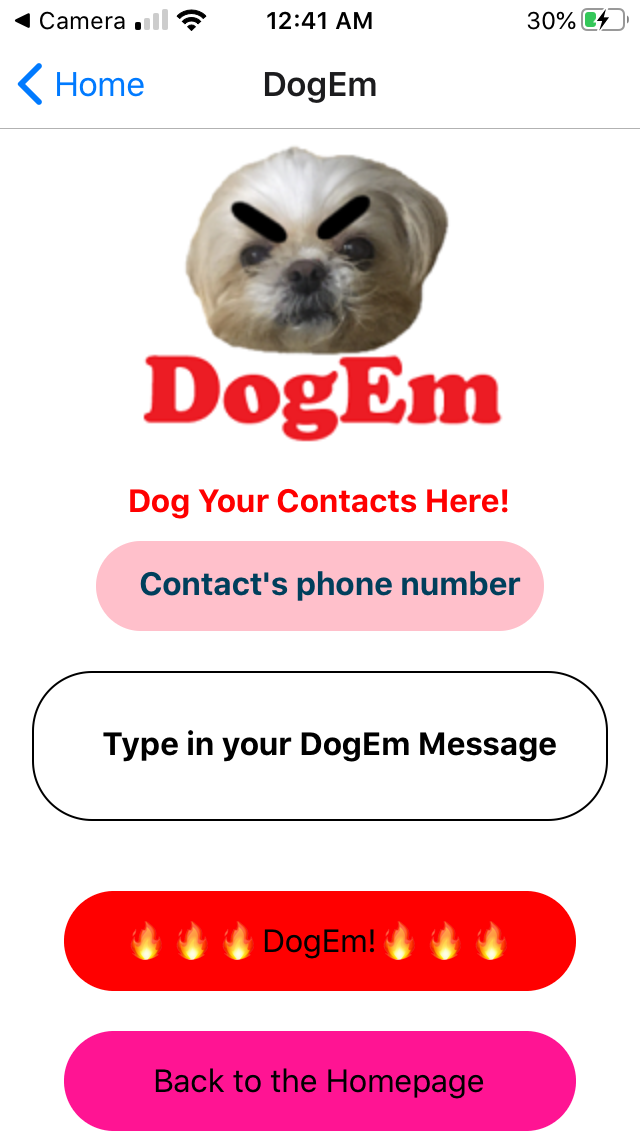 Camera 12:41 AM 30%
Home DogEm
DogEm
Dog Your Contacts Here!
Contact's phone number
Type in your DogEm Message
🔥🔥🔥DogEm!🔥🔥🔥
Back to the Homepage